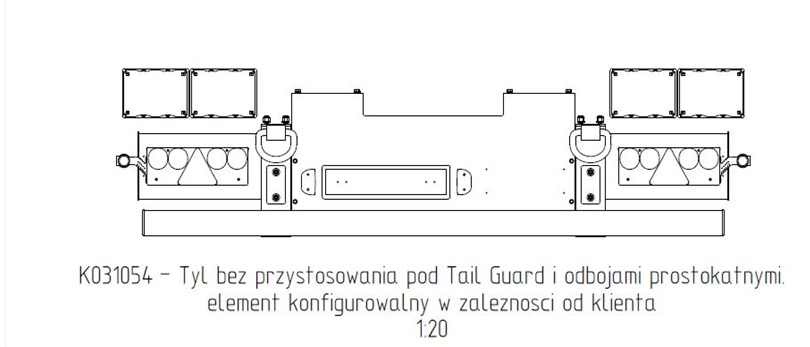 K031054 - Tyl bez przystosowania pod Tail Guard i odbojami prostokatnymi.
element konfigurowalny w zaleznosci od klienta
1:20